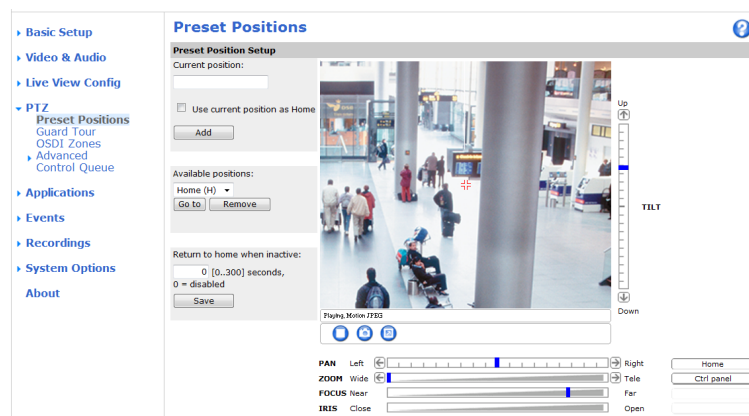 Basic Setup
Video & Audio
Live View Config
PTZ
Preset Positions
Guard Tour
OSDI Zones
Advanced
Control Queue
Applications
Events
Recordings
System Options
About
Preset Positions
?
Preset Position Setup
Current position:
Use current position as Home
Add
Available positions:
Home (H)
Go to Remove
Return to home when inactive:
0 [0..300] seconds,
0 = disabled
Save
Playing, Motion JPEG
Up
TILT
Down
PAN Left Right Home
ZOOM Wide Tele Ctrl panel
FOCUS Near Far
IRIS Close Open